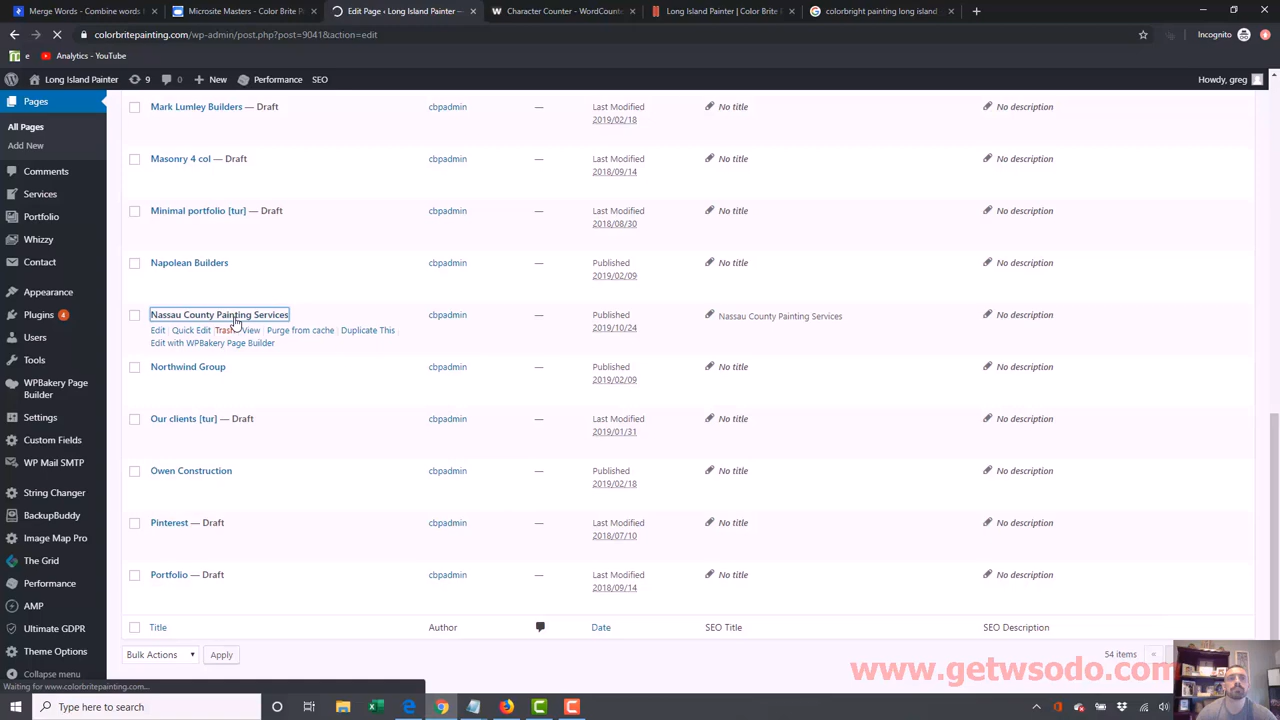 Merge Words - Combine words
Microsite Masters - Color Brite P
Edit Page ‹ Long Island Painter
Character Counter - WordCount
Long Island Painter | Color Brite
colorbright painting long island
colorbritepainting.com/wp-admin/post.php?post=9041&action=edit
Incognito
e
Analytics - YouTube
Long Island Painter
9
0
New
Performance
SEO
Howdy, greg
Pages
All Pages
Add New
Comments
Services
Portfolio
Whizzy
Contact
Appearance
Plugins 4
Users
Tools
WPBakery Page
Builder
Settings
Custom Fields
WP Mail SMTP
String Changer
BackupBuddy
Image Map Pro
The Grid
Performance
AMP
Ultimate GDPR
Theme Options
Collapse menu
Mark Lumley Builders — Draft
cbpadmin
—
Last Modified
2019/02/18
No title
No description
Masonry 4 col — Draft
cbpadmin
—
Last Modified
2018/09/14
No title
No description
Minimal portfolio [tur] — Draft
cbpadmin
—
Last Modified
2018/08/30
No title
No description
Napolean Builders
cbpadmin
—
Published
2019/02/09
No title
No description
Nassau County Painting Services
Edit | Quick Edit | Trash | View | Purge from cache | Duplicate This |
Edit with WPBakery Page Builder
cbpadmin
—
Published
2019/10/24
Nassau County Painting Services
No description
Northwind Group
cbpadmin
—
Published
2019/02/09
No title
No description
Our clients [tur] — Draft
cbpadmin
—
Last Modified
2019/01/31
No title
No description
Owen Construction
cbpadmin
—
Published
2019/02/18
No title
No description
Pinterest — Draft
cbpadmin
—
Last Modified
2018/07/10
No title
No description
Portfolio — Draft
cbpadmin
—
Last Modified
2018/09/14
No title
No description
Title
Author
Date
SEO Title
SEO Description
Bulk Actions
Apply
54 items
«
www.getwsodo.com
Waiting for www.colorbritepainting.com...
Type here to search